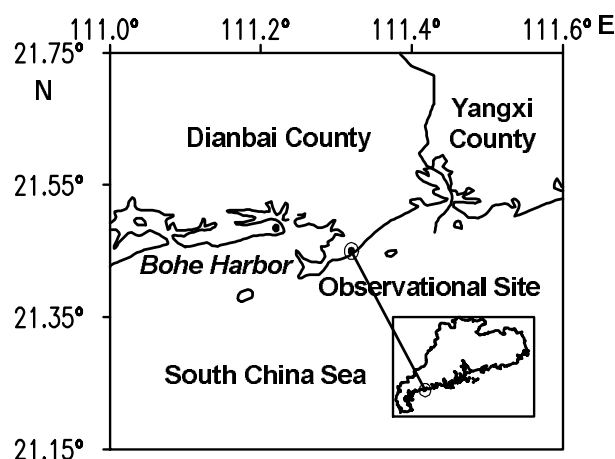 111.0° 111.2° 111.4° 111.6° E
21.75°
N
Yangxi
Dianbai County
County
21.55°
Bohe Harbor
Observational Site
21.35°
South China Sea
21.15°